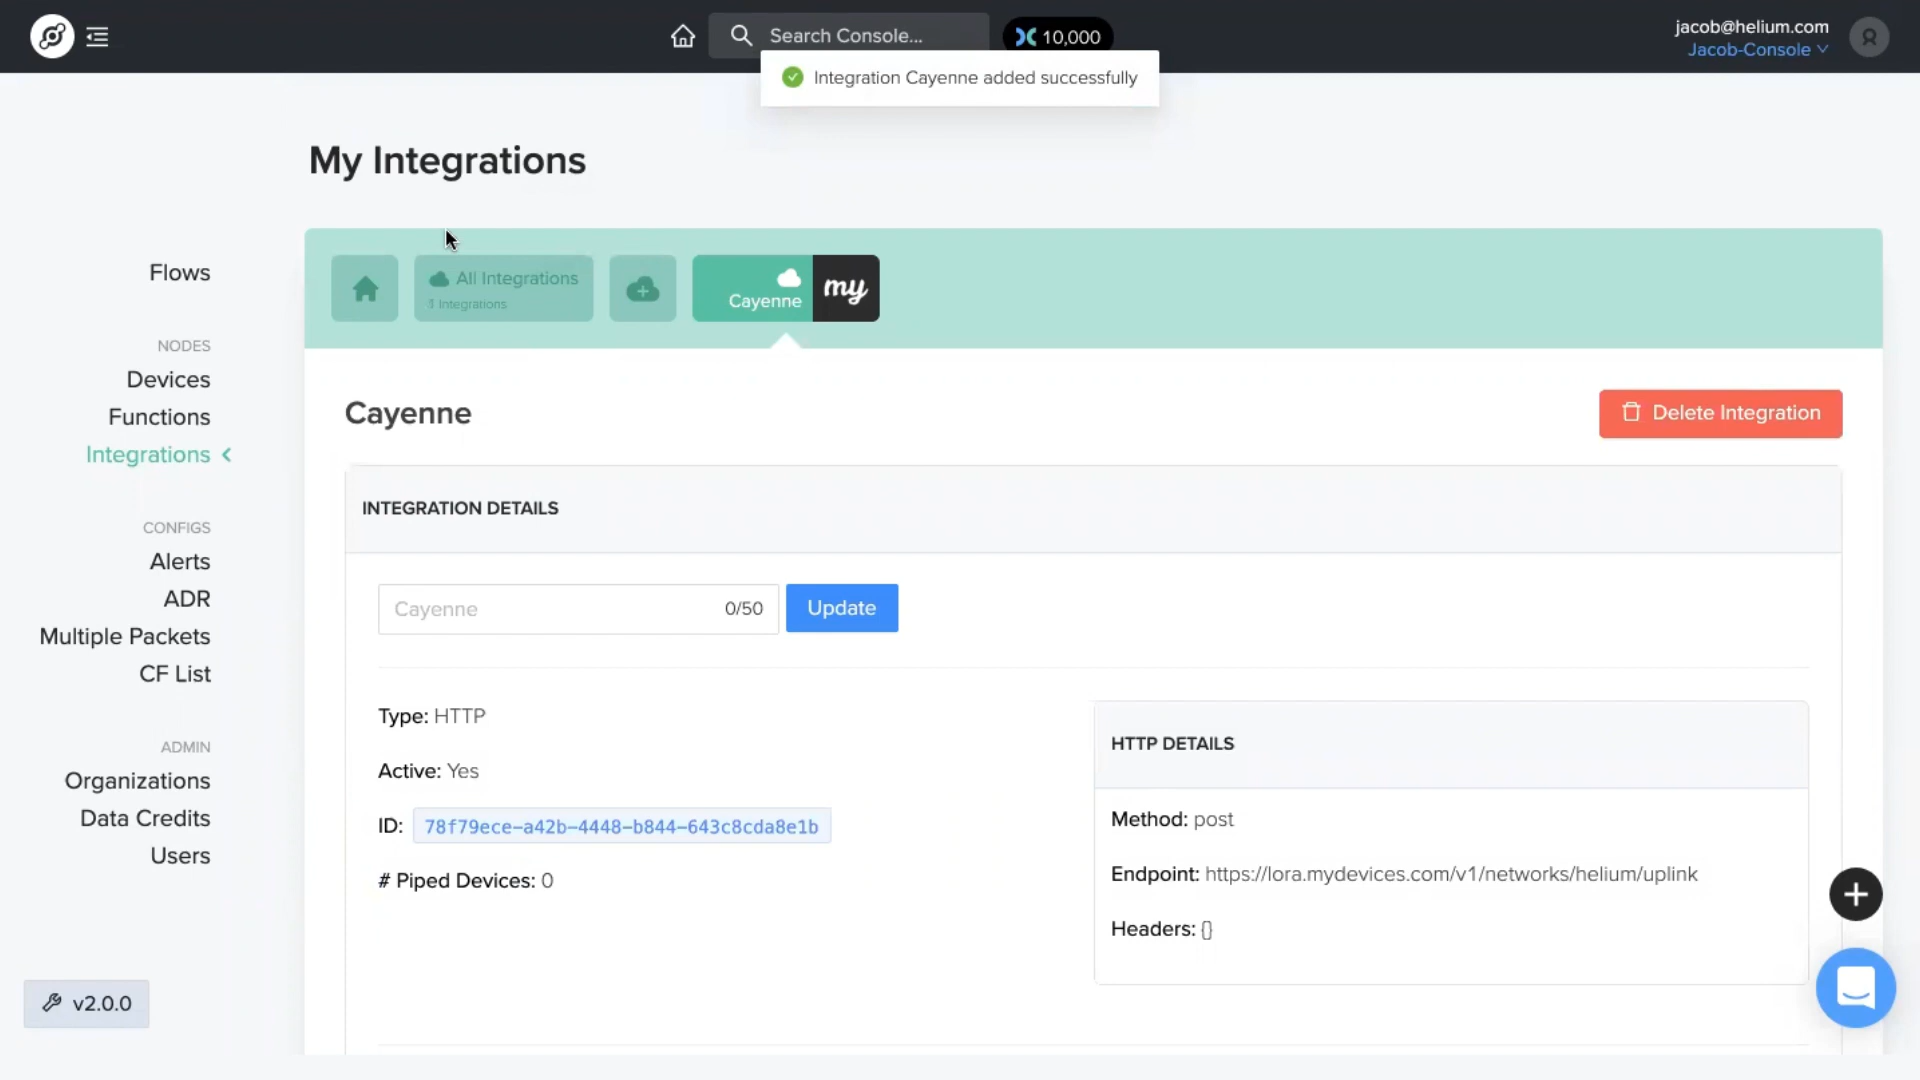 Search Console...
10,000
jacob@helium.com
Jacob-Console
Integration Cayenne added successfully
My Integrations
All Integrations
1 Integrations
Cayenne
my
Flows
NODES
Devices
Functions
Integrations
CONFIGS
Alerts
ADR
Multiple Packets
CF List
ADMIN
Organizations
Data Credits
Users
v2.0.0
Cayenne
Delete Integration
INTEGRATION DETAILS
Cayenne 0/50
Update
Type: HTTP
Active: Yes
ID: 78f79ece-a42b-4448-b844-643c8cda8e1b
# Piped Devices: 0
HTTP DETAILS
Method: post
Endpoint: https://lora.mydevices.com/v1/networks/helium/uplink
Headers: {}